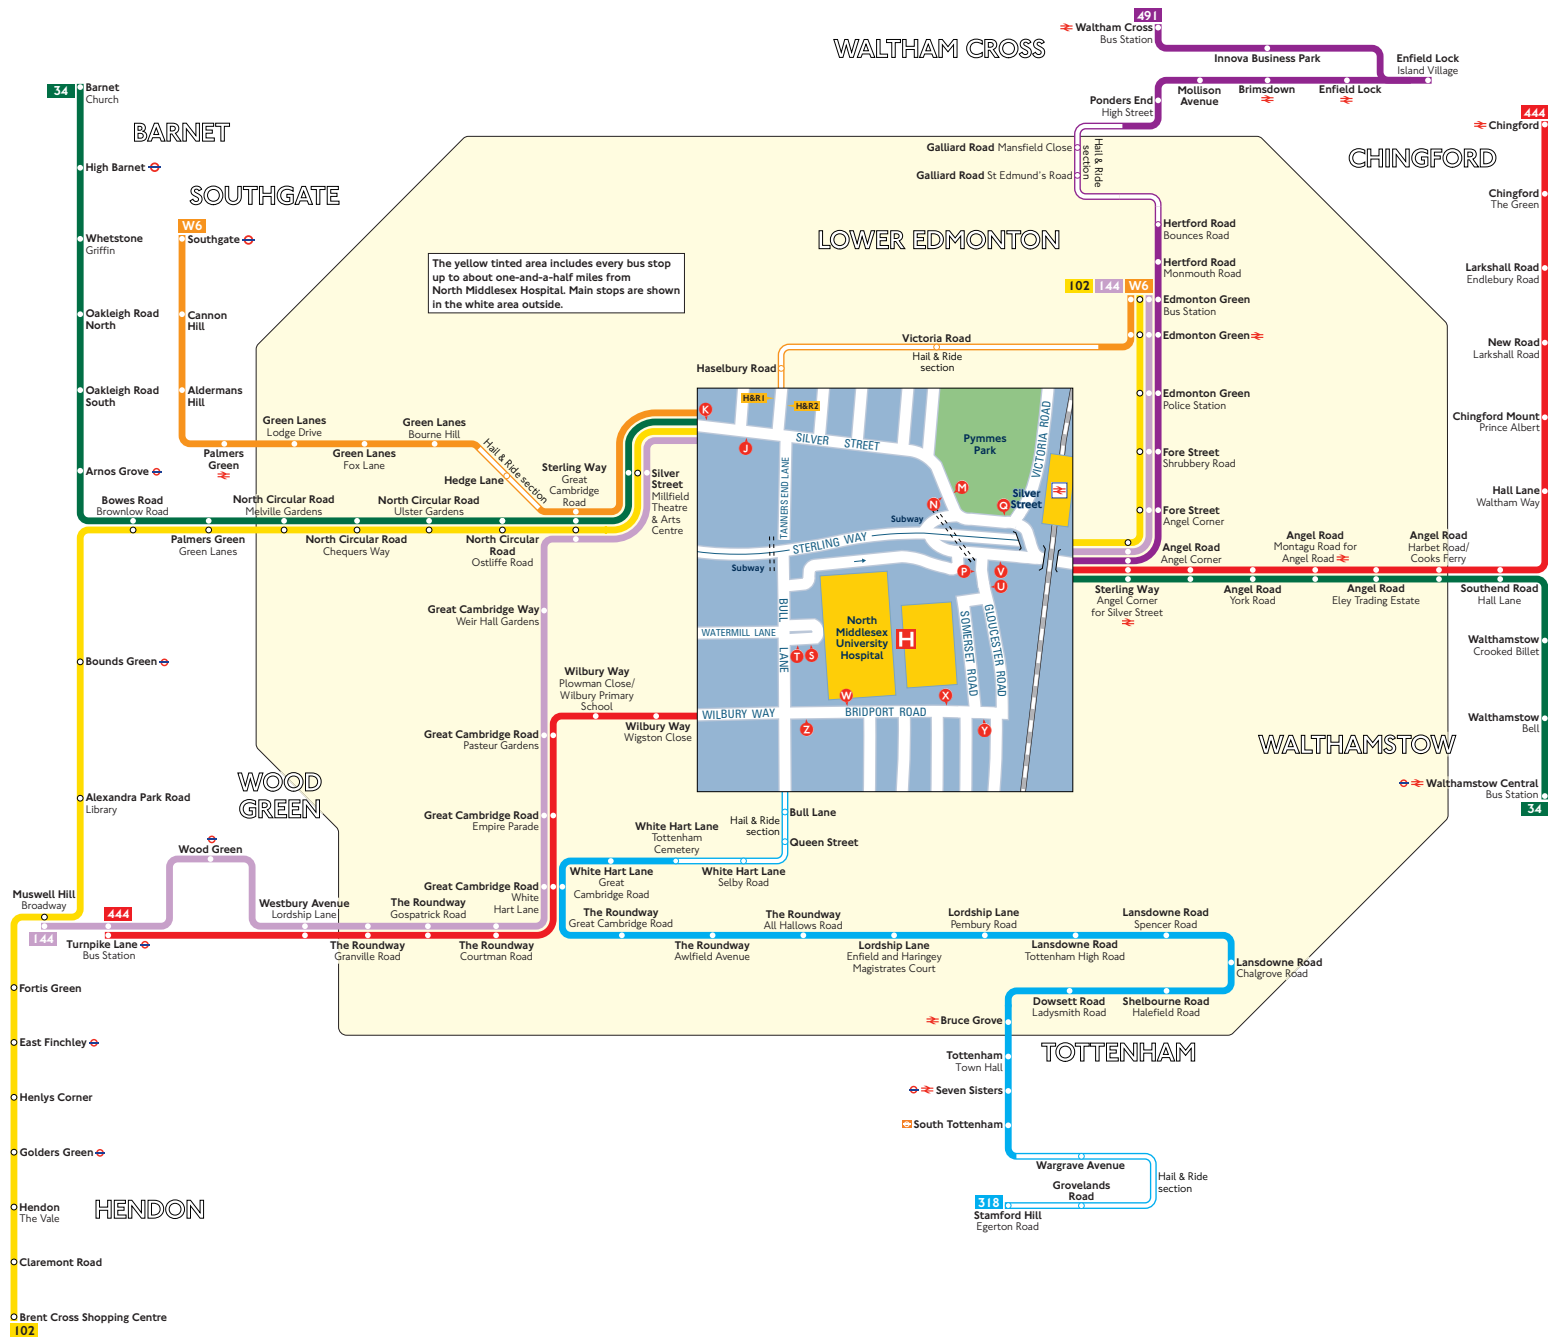 491
Waltham Cross
Bus Station
WALTHAM CROSS
Innova Business Park
Enfield Lock
Island Village
Mollison
Avenue
Brimsdown
Enfield Lock
Ponders End
High Street
34
Barnet
Church
BARNET
444
Chingford
CHINGFORD
Galliard Road Mansfield Close
Hail & Ride
section
Galliard Road St Edmund's Road
High Barnet
SOUTHGATE
W6
Southgate
Whetstone
Griffin
Chingford
The Green
LOWER EDMONTON
Hertford Road
Bounces Road
Hertford Road
Monmouth Road
The yellow tinted area includes every bus stop
up to about one-and-a-half miles from
North Middlesex Hospital. Main stops are shown
in the white area outside.
Larkshall Road
Endlebury Road
102
144
W6
Edmonton Green
Bus Station
Oakleigh Road
North
Cannon
Hill
Victoria Road
Hail & Ride
section
Edmonton Green
New Road
Larkshall Road
Haselbury Road
Oakleigh Road
South
Aldermans
Hill
Edmonton Green
Police Station
Green Lanes
Lodge Drive
Green Lanes
Bourne Hill
Palmers
Green
Green Lanes
Fox Lane
Hail & Ride section
Hedge Lane
Chingford Mount
Prince Albert
Arnos Grove
Sterling Way
Great
Cambridge
Road
Silver
Street
Millfield
Theatre
& Arts
Centre
Fore Street
Shrubbery Road
Hall Lane
Waltham Way
Bowes Road
Brownlow Road
North Circular Road
Melville Gardens
North Circular Road
Ulster Gardens
Fore Street
Angel Corner
Palmers Green
Green Lanes
North Circular Road
Chequers Way
North Circular
Road
Ostliffe Road
Angel Road
Angel Corner
Angel Road
Montagu Road for
Angel Road
Angel Road
Harbet Road/
Cooks Ferry
Sterling Way
Angel Corner
for Silver Street
Angel Road
York Road
Angel Road
Eley Trading Estate
Southend Road
Hall Lane
H&R1
H&R2
K
J
SILVER STREET
Pymmes
Park
VICTORIA ROAD
TANNERS END LANE
M
N
Q
Silver
Street
Subway
STERLING WAY
Subway
P
V
U
BULL
LANE
WATERMILL LANE
North
Middlesex
University
Hospital
H
SOMERSET ROAD
GLOUCESTER ROAD
T
S
W
X
WILBURY WAY
BRIDPORT ROAD
Z
Y
Great Cambridge Way
Weir Hall Gardens
Walthamstow
Crooked Billet
Bounds Green
Wilbury Way
Plowman Close/
Wilbury Primary
School
Wilbury Way
Wigston Close
Great Cambridge Road
Pasteur Gardens
Walthamstow
Bell
WALTHAMSTOW
Walthamstow Central
Bus Station
34
WOOD
GREEN
Alexandra Park Road
Library
Great Cambridge Road
Empire Parade
Bull Lane
Hail & Ride
section
Queen Street
White Hart Lane
Tottenham
Cemetery
Wood Green
White Hart Lane
Great
Cambridge Road
White Hart Lane
Selby Road
Great Cambridge Road
White
Hart Lane
Muswell Hill
Broadway
144
444
Turnpike Lane
Bus Station
Westbury Avenue
Lordship Lane
The Roundway
Gospatrick Road
The Roundway
Granville Road
The Roundway
Courtman Road
The Roundway
Great Cambridge Road
The Roundway
All Hallows Road
Lordship Lane
Pembury Road
Lansdowne Road
Spencer Road
The Roundway
Awlfield Avenue
Lordship Lane
Enfield and Haringey
Magistrates Court
Lansdowne Road
Tottenham High Road
Lansdowne Road
Chalgrove Road
Fortis Green
Dowsett Road
Ladysmith Road
Shelbourne Road
Halefield Road
Bruce Grove
East Finchley
TOTTENHAM
Tottenham
Town Hall
Henlys Corner
Seven Sisters
South Tottenham
Golders Green
Wargrave Avenue
Hail & Ride
section
Grovelands
Road
318
Stamford Hill
Egerton Road
Hendon
The Vale
HENDON
Claremont Road
Brent Cross Shopping Centre
102